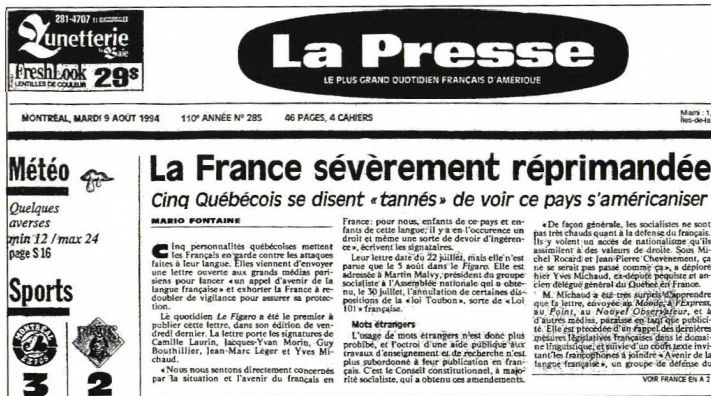 281-4707 11 SUCCURSALES
Lunetterie
la Baie
FreshLook 29$
LENTILLES DE COULEUR
La Presse
LE PLUS GRAND QUOTIDIEN FRANÇAIS D'AMÉRIQUE
MONTRÉAL, MARDI 9 AOÛT 1994 110e ANNÉE N° 285 46 PAGES, 4 CAHIERS
Météo
Quelques
averses
min 12 / max 24
page S 16
Sports
3 2
La France sévèrement réprimandée
Cinq Québécois se disent «tannés» de voir ce pays s'américaniser
MARIO FONTAINE
Cinq personnalités québécoises mettent
les Français en garde contre les attaques
faites à leur langue. Elles viennent d'envoyer
une lettre ouverte aux grands médias pari-
siens pour lancer «un appel d'avenir de la
langue française» et exhorter la France à re-
doubler de vigilance pour assurer sa protec-
tion.
Le quotidien Le Figaro a été le premier à
publier cette lettre, dans son édition de ven-
dredi dernier. La lettre porte les signatures de
Camille Laurin, Jacques-Yvan Morin, Guy
Bouthillier, Jean-Marc Léger et Yves Mi-
chaud.
«Nous nous sentons directement concernés
par la situation et l'avenir du français en
France: pour nous, enfants de ce pays et en-
fants de cette langue, il y a en l'occurence un
droit et même une sorte de devoir d'ingéren-
ce», écrivent les signataires.
Leur lettre date du 22 juillet, mais elle n'est
parue que le 5 août dans le Figaro. Elle est
adressée à Martin Malvy, président du groupe
socialiste à l'Assemblée nationale qui a obte-
nu, le 30 juillet, l'annulation de certaines dis-
positions de la «loi Toubon», sorte de «Loi
101» française.
Mots étrangers
L'usage de mots étrangers n'est donc plus
prohibé, et l'octroi d'une aide publique aux
travaux d'enseignement et de recherche n'est
plus subordonné à leur publication en fran-
çais. C'est le Conseil constitutionnel, à majo-
rité socialiste, qui a obtenu ces amendements.
«De façon générale, les socialistes ne sont
pas très chauds quant à la défense du français.
Ils y voient un accès de nationalisme qu'ils
assimilent à des valeurs de droite. Sous Mi-
chel Rocard et Jean-Pierre Chevènement, ça
ne se serait pas passé comme ça», a déploré
hier Yves Michaud, ex-député péquiste et an-
cien délégué général du Québec en France.
M. Michaud a été très surpris d'apprendre
que la lettre, envoyée au Monde, à l'Express,
au Point, au Nouvel Observateur, et à
d'autres médias, paraisse en tant que publici-
té. Elle est précédée d'un rappel des dernières
mesures législatives françaises dans le domai-
ne linguistique, et suivie d'un court texte invi-
tant les francophones à joindre «Avenir de la
langue française», un groupe de défense du
VOIR FRANCE EN A 2